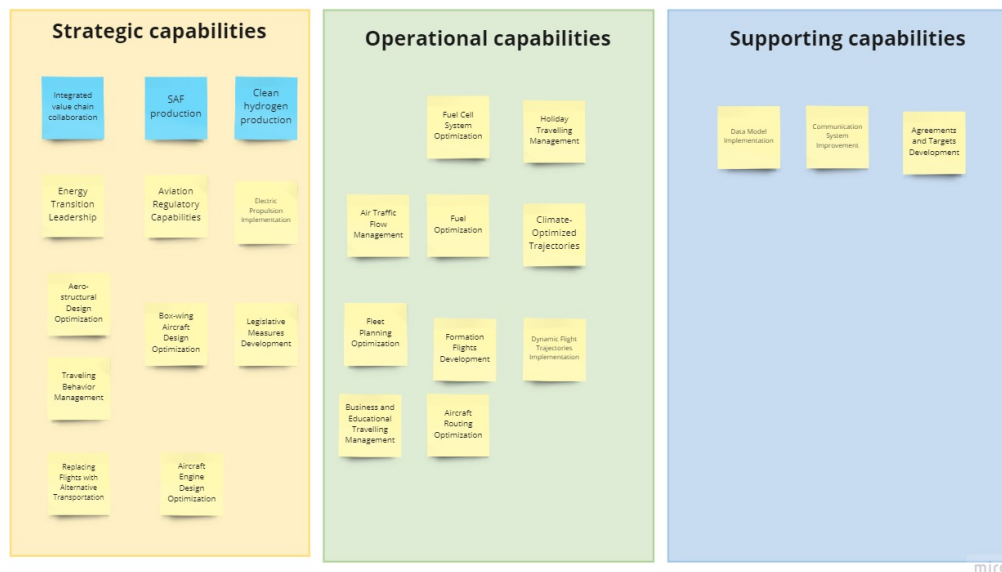 Strategic capabilities
Integrated
value chain
collaboration
SAF
production
Clean
hydrogen
production
Energy
Transition
Leadership
Aviation
Regulatory
Capabilities
Electric
Propulsion
Implementation
Aero-
structural
Design
Optimization
Box-wing
Aircraft
Design
Optimization
Legislative
Measures
Development
Traveling
Behavior
Management
Replacing
Flights with
Alternative
Transportation
Aircraft
Engine
Design
Optimization
Operational capabilities
Fuel Cell
System
Optimization
Holiday
Travelling
Management
Air Traffic
Flow
Management
Fuel
Optimization
Climate-
Optimized
Trajectories
Fleet
Planning
Optimization
Formation
Flights
Development
Dynamic Flight
Trajectories
Implementation
Business and
Educational
Travelling
Management
Aircraft
Routing
Optimization
Supporting capabilities
Data Model
Implementation
Communication
System
Improvement
Agreements
and Targets
Development